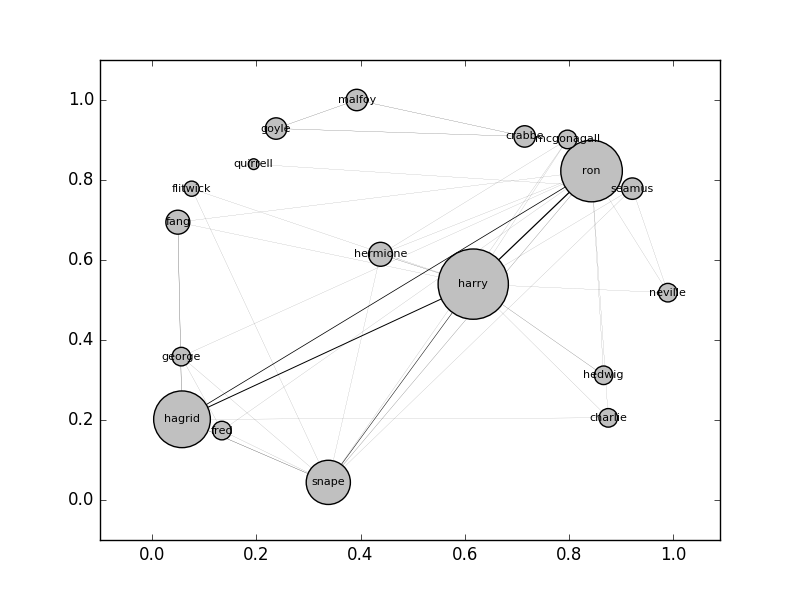 1.0
malfoy
goyle
crabbe
mcgonagall
quirrell
ron
0.8
flitwick
seamus
fang
0.6
hermione
harry
neville
0.4
george
hedwig
0.2
hagrid
fred
charlie
snape
0.0
0.0 0.2 0.4 0.6 0.8 1.0